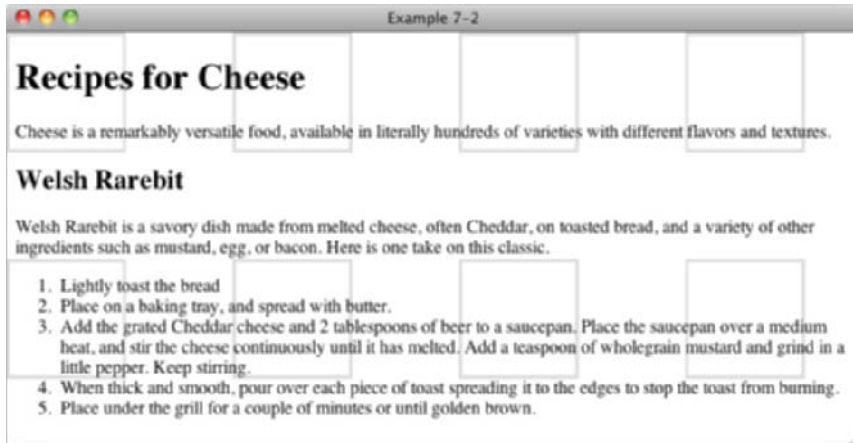 Example 7-2
Recipes for Cheese
Cheese is a remarkably versatile food, available in literally hundreds of varieties with different flavors and textures.
Welsh Rarebit
Welsh Rarebit is a savory dish made from melted cheese, often Cheddar, on toasted bread, and a variety of other
ingredients such as mustard, egg, or bacon. Here is one take on this classic.
1. Lightly toast the bread
2. Place on a baking tray, and spread with butter.
3. Add the grated Cheddar cheese and 2 tablespoons of beer to a saucepan. Place the saucepan over a medium
heat, and stir the cheese continuously until it has melted. Add a teaspoon of wholegrain mustard and grind in a
little pepper. Keep stirring.
4. When thick and smooth, pour over each piece of toast spreading it to the edges to stop the toast from burning.
5. Place under the grill for a couple of minutes or until golden brown.